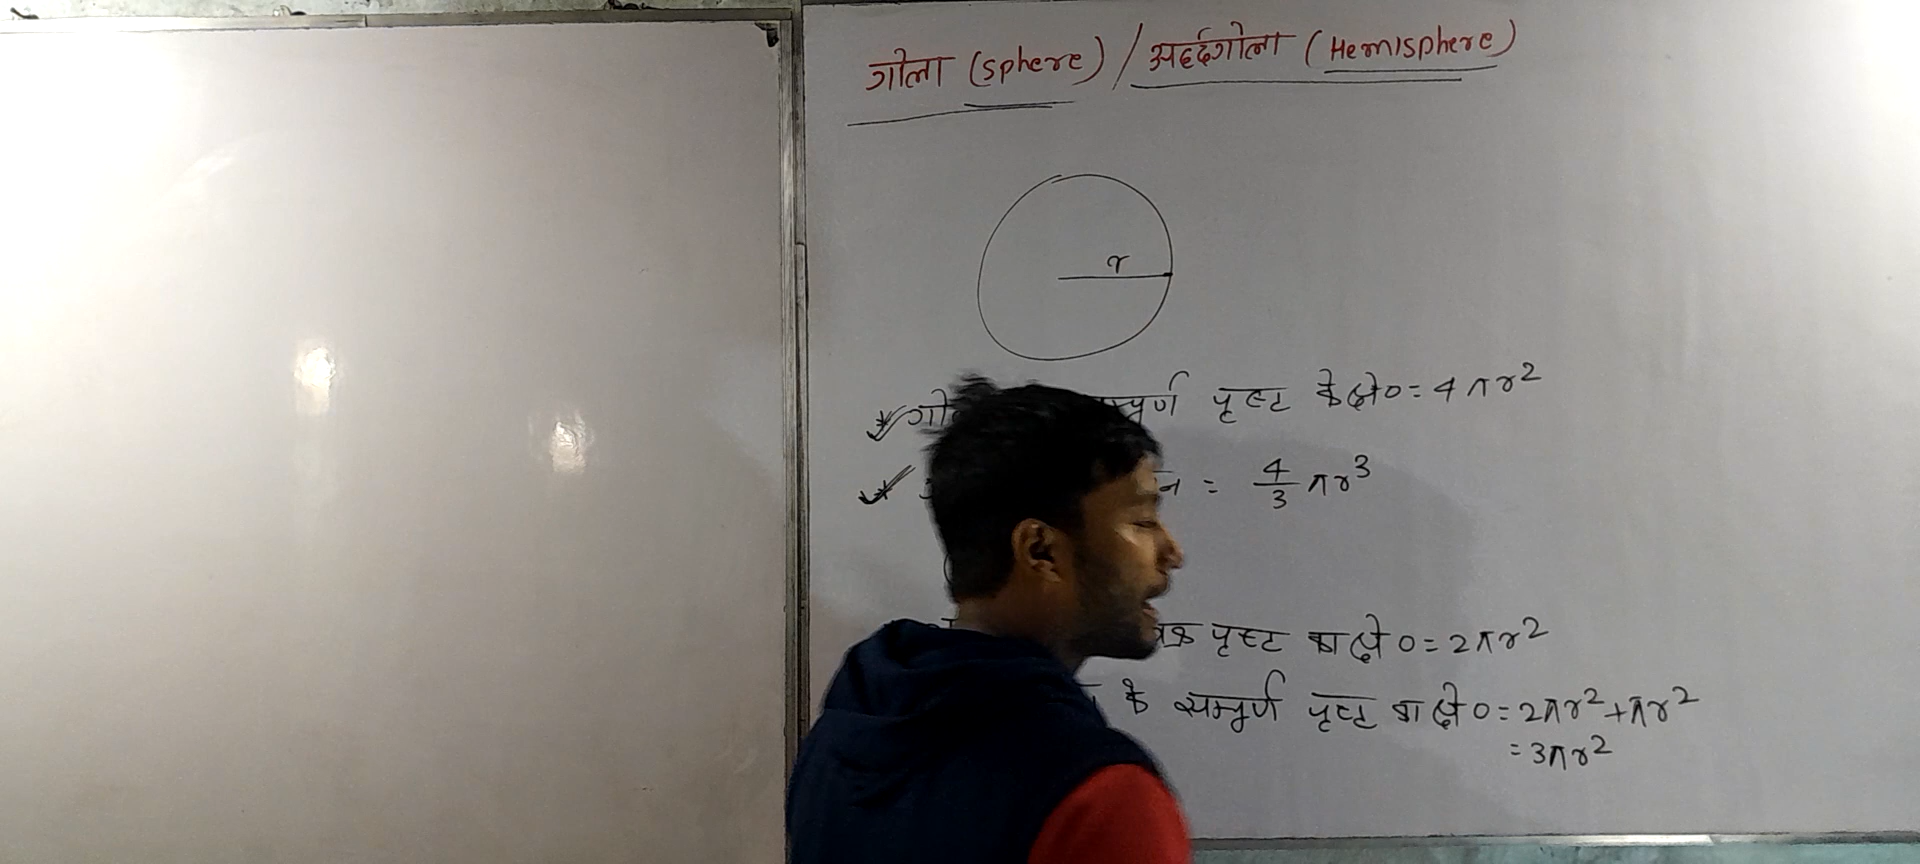 गोला (Sphere) / अर्द्धगोला (Hemisphere)
r
पृष्ट के क्षे० = 4πr²
= 4/3 πr³
पृष्ट का क्षे० = 2πr²
के सम्पूर्ण पृष्ट का क्षे० = 2πr² + πr²
= 3πr²